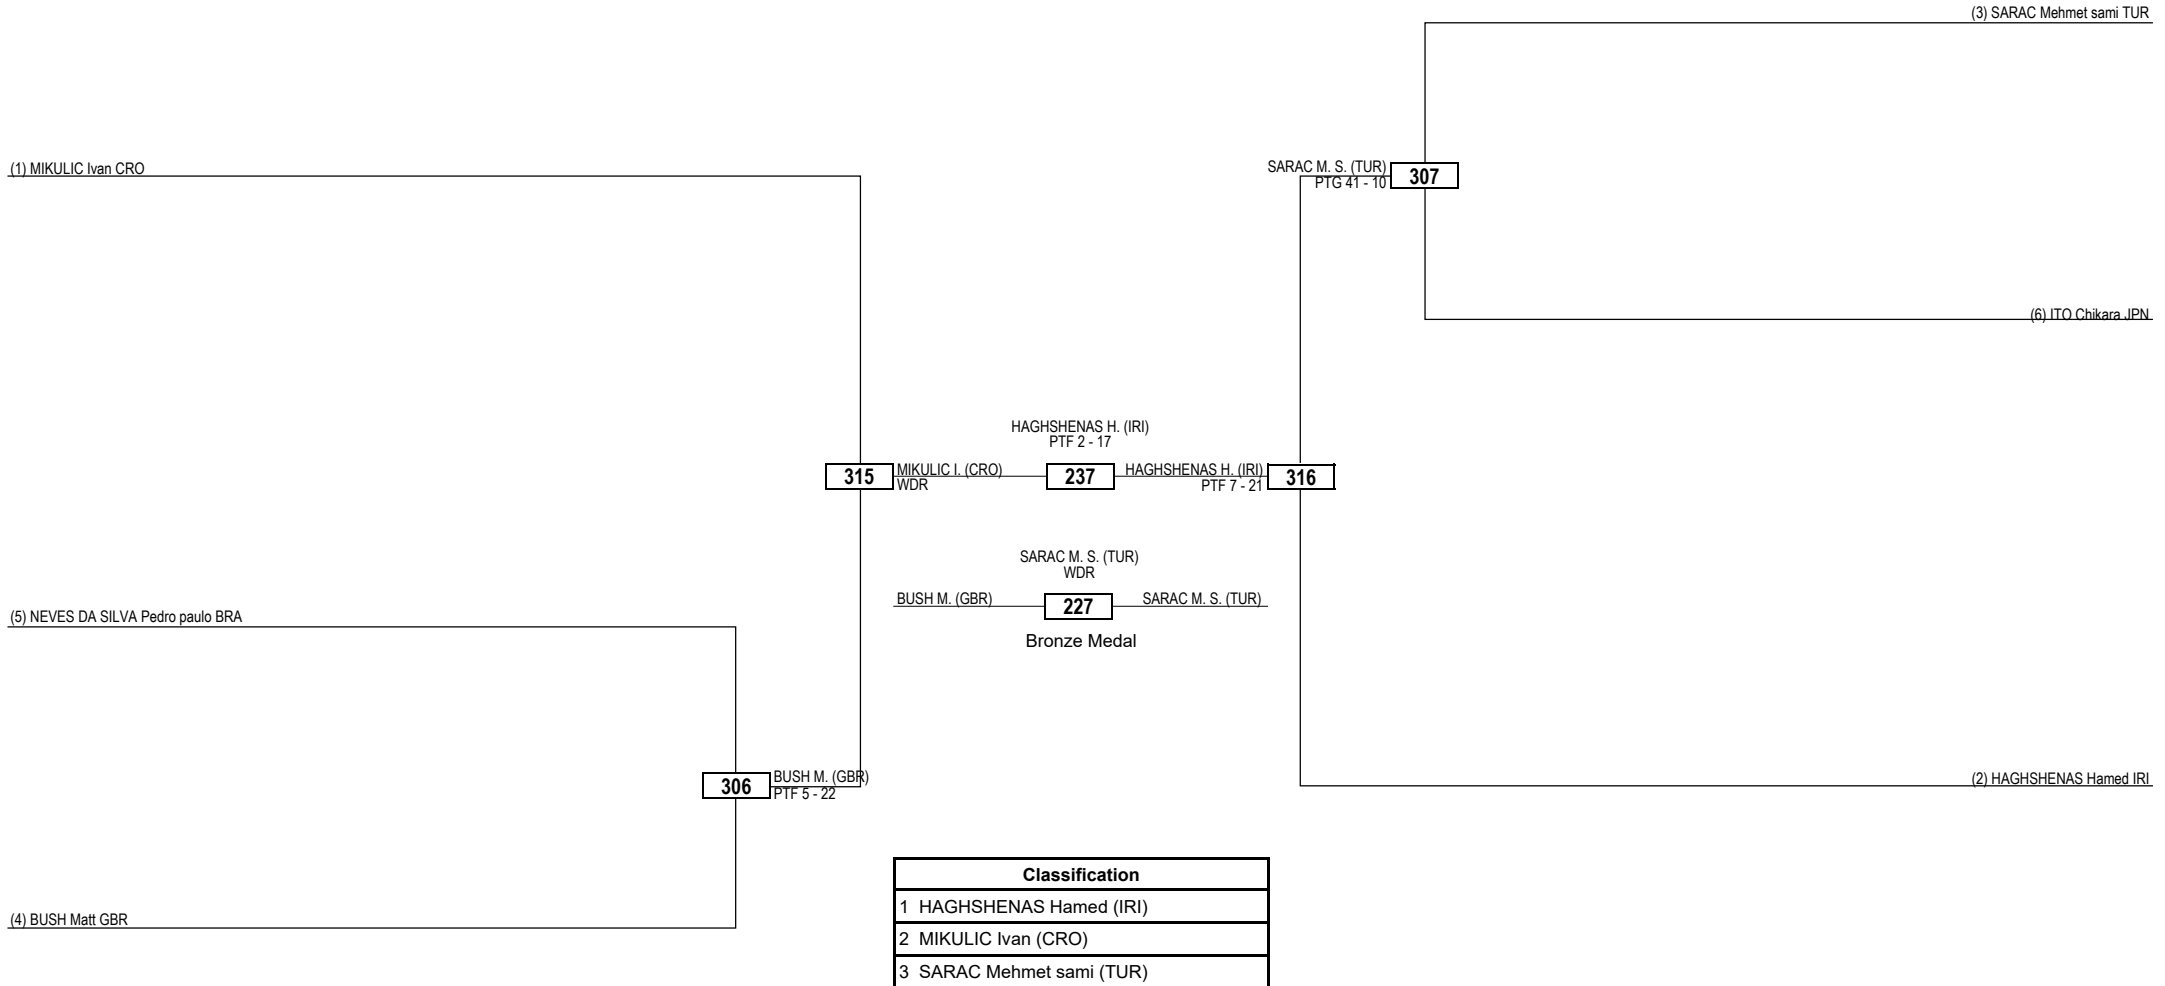 (3) SARAC Mehmet sami TUR
(1) MIKULIC Ivan CRO
SARAC M. S. (TUR)
PTG 41 - 10
307
(6) ITO Chikara JPN
HAGHSHENAS H. (IRI)
PTF 2 - 17
315
MIKULIC I. (CRO)
WDR
237
HAGHSHENAS H. (IRI)
PTF 7 - 21
316
SARAC M. S. (TUR)
WDR
BUSH M. (GBR)
227
SARAC M. S. (TUR)
Bronze Medal
(5) NEVES DA SILVA Pedro paulo BRA
306
BUSH M. (GBR)
PTF 5 - 22
(2) HAGHSHENAS Hamed IRI
(4) BUSH Matt GBR
Classification
1 HAGHSHENAS Hamed (IRI)
2 MIKULIC Ivan (CRO)
3 SARAC Mehmet sami (TUR)